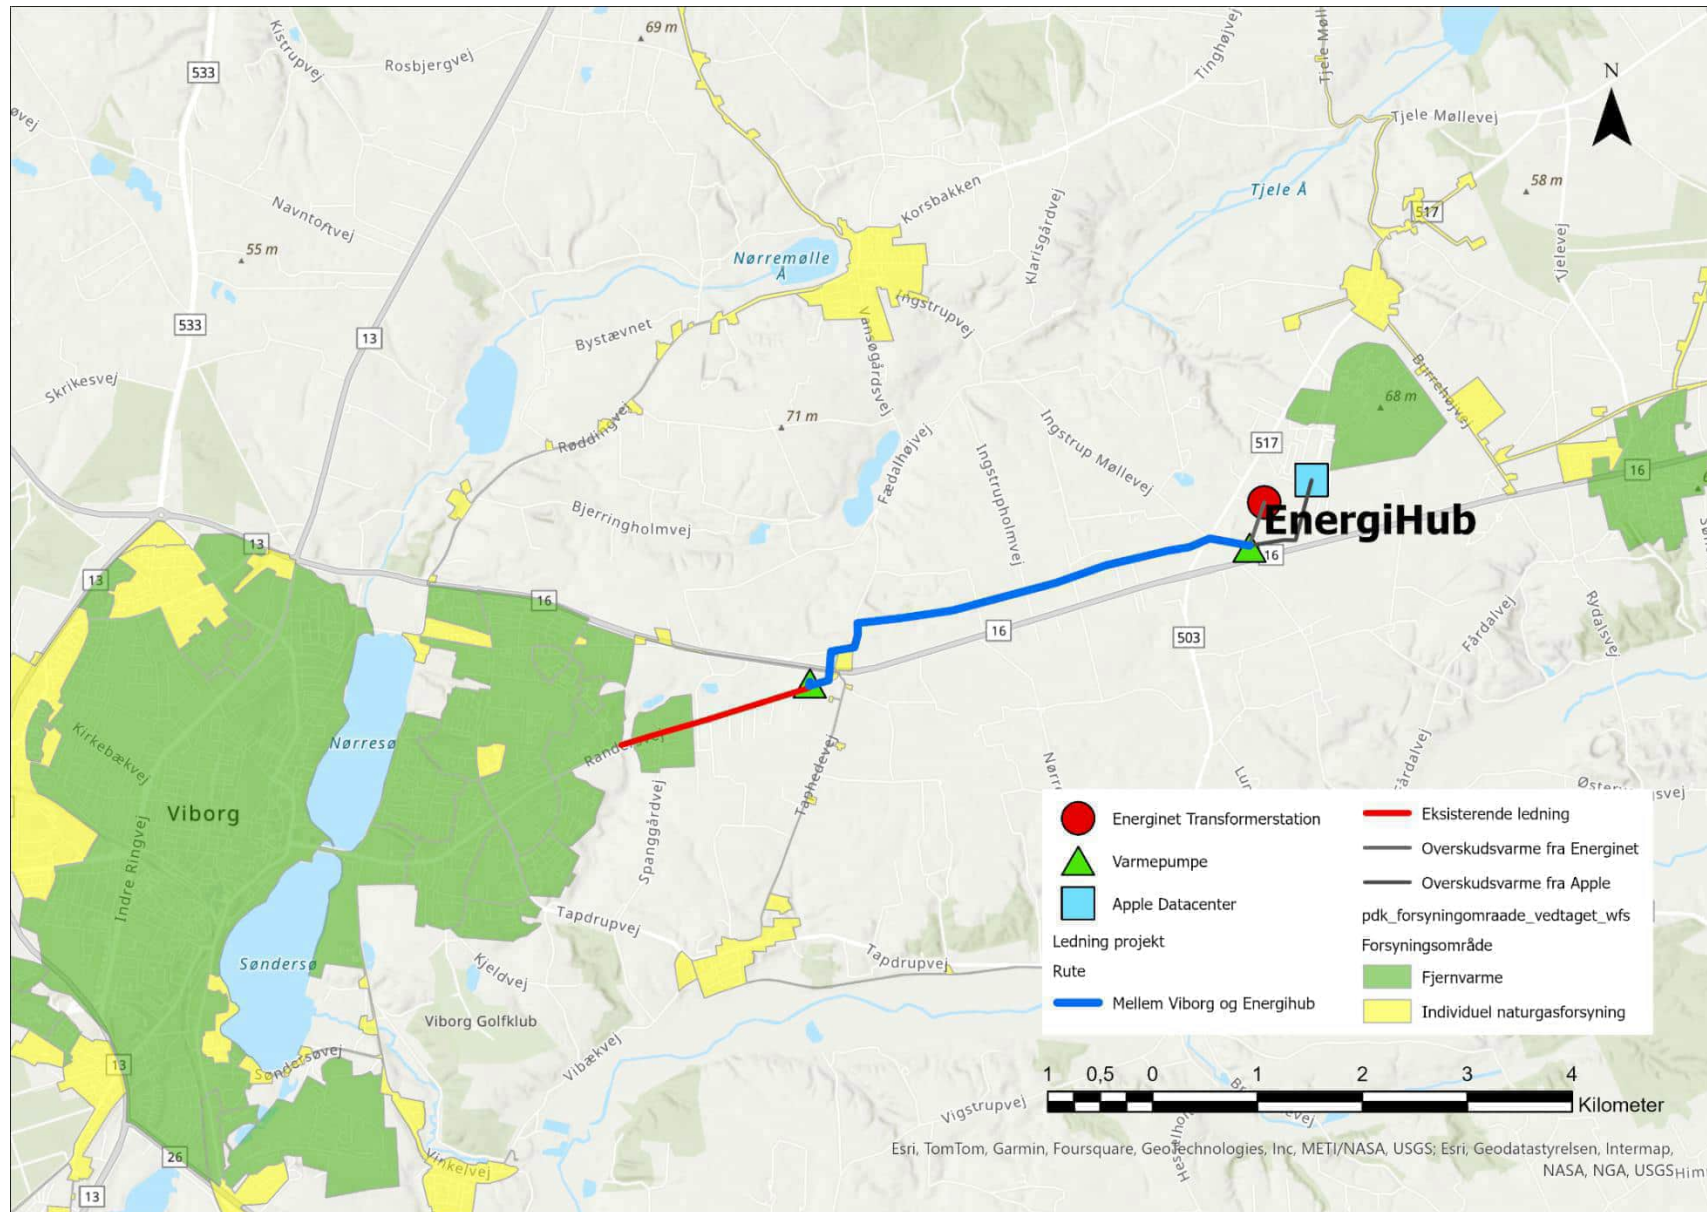 69 m
Kistrupvej
533
Rosbjergvej
Tinghøjvej
Tjele Møll
N
øvej
Tjele Møllevej
Korsbakken
Tjele Å
58 m
517
Navntoftvej
Klarisgårdvej
Tjelevej
55 m
Nørremølle
Å
Ingstrupvej
533
13
Bystævnet
Vansøgårdsvej
Skrikesvej
Burrehøjvej
68 m
71 m
Røddingvej
Ingstrup Møllevej
517
16
Fædalhøjvej
Ingstrupholmvej
Bjerringholmvej
EnergiHub
13
16
13
16
16
503
Fårdalvej
Rydalsvej
Kirkebækvej
Nørresø
Randersvej
Taphedevej
Nørre
Fårdalvej
Viborg
Indre Ringvej
Spanggårdvej
Tapdrupvej
Tapdrupvej
Søndersø
Kjeldvej
Viborg Golfklub
Vibækvej
13
Søndersøvej
Vigstrupvej
26
Vinkelvej
13
Energinet Transformerstation
Varmepumpe
Apple Datacenter
Ledning projekt
Rute
Mellem Viborg og Energihub
Eksisterende ledning
Overskudsvarme fra Energinet
Overskudsvarme fra Apple
pdk_forsyningomraade_vedtaget_wfs
Forsyningsområde
Fjernvarme
Individuel naturgasforsyning
1 0,5 0 1 2 3 4
Kilometer
Esri, TomTom, Garmin, Foursquare, GeoTechnologies, Inc, METI/NASA, USGS; Esri, Geodatastyrelsen, Intermap,
NASA, NGA, USGS